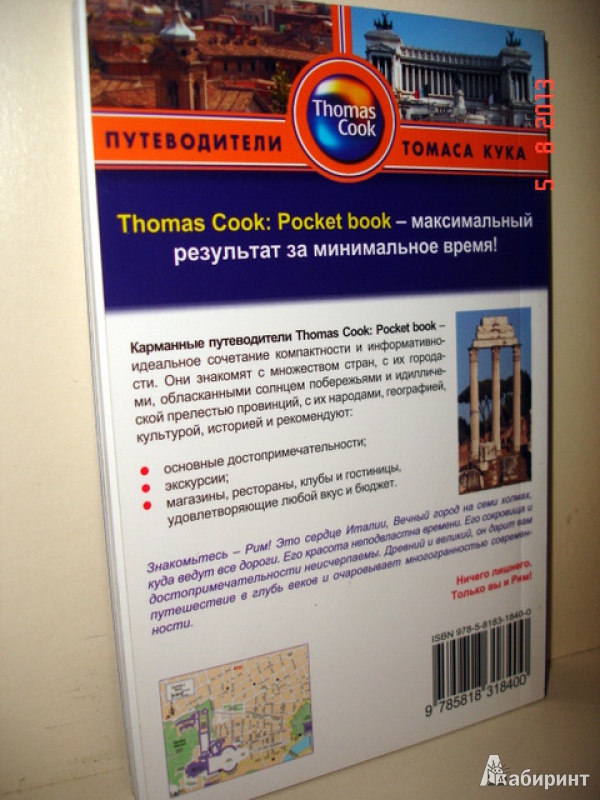 Thomas
Cook
ПУТЕВОДИТЕЛИ
ТОМАСА КУКА
5 8 2013
Thomas Cook: Pocket book – максимальный
результат за минимальное время!
Карманные путеводители Thomas Cook: Pocket book –
идеальное сочетание компактности и информативно-
сти. Они знакомят с множеством стран, с их города-
ми, обласканными солнцем побережьями и идилличе-
ской прелестью провинций, с их народами, географией,
культурой, историей и рекомендуют:
● основные достопримечательности;
● экскурсии;
● магазины, рестораны, клубы и гостиницы,
удовлетворяющие любой вкус и бюджет.
Знакомьтесь – Рим! Это сердце Италии, Вечный город на семи холмах,
куда ведут все дороги. Его красота неподвластна времени. Его сокровища и
достопримечательности неисчерпаемы. Древний и великий, он дарит вам
путешествие в глубь веков и очаровывает многогранностью современ-
ности.
Ничего лишнего.
Только вы и Рим!
ISBN 978-5-8183-1840-0
9 785818 318400
Лабиринт